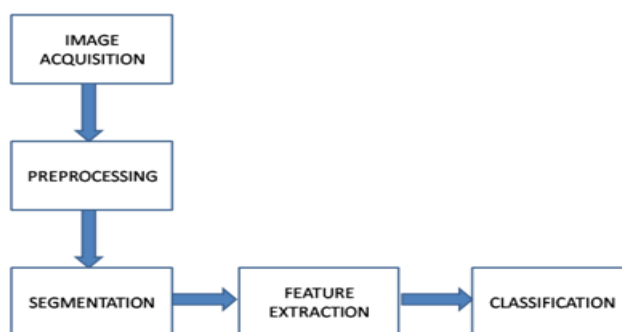 IMAGE
ACQUISITION
PREPROCESSING
SEGMENTATION
FEATURE
EXTRACTION
CLASSIFICATION